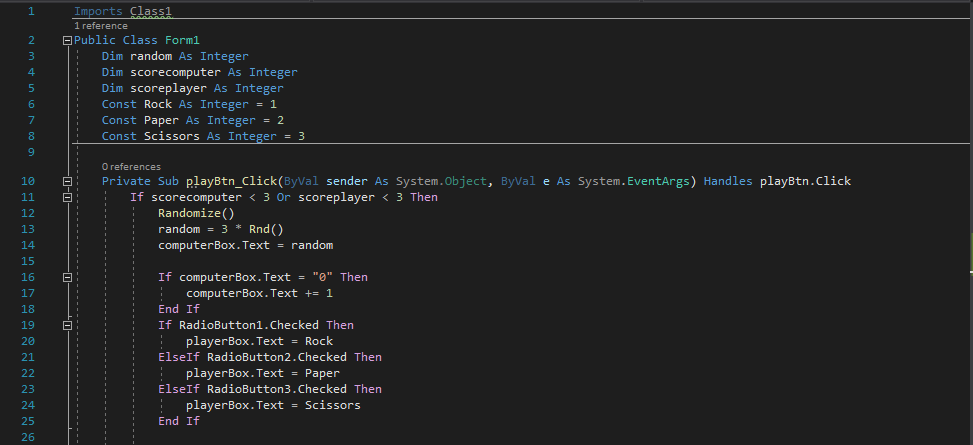 1 Imports Class1
1 reference
2 Public Class Form1
3 Dim random As Integer
4 Dim scorecomputer As Integer
5 Dim scoreplayer As Integer
6 Const Rock As Integer = 1
7 Const Paper As Integer = 2
8 Const Scissors As Integer = 3
9
0 references
10 Private Sub playBtn_Click(ByVal sender As System.Object, ByVal e As System.EventArgs) Handles playBtn.Click
11 If scorecomputer < 3 Or scoreplayer < 3 Then
12 Randomize()
13 random = 3 * Rnd()
14 computerBox.Text = random
15
16 If computerBox.Text = "0" Then
17 computerBox.Text += 1
18 End If
19 If RadioButton1.Checked Then
20 playerBox.Text = Rock
21 ElseIf RadioButton2.Checked Then
22 playerBox.Text = Paper
23 ElseIf RadioButton3.Checked Then
24 playerBox.Text = Scissors
25 End If
26